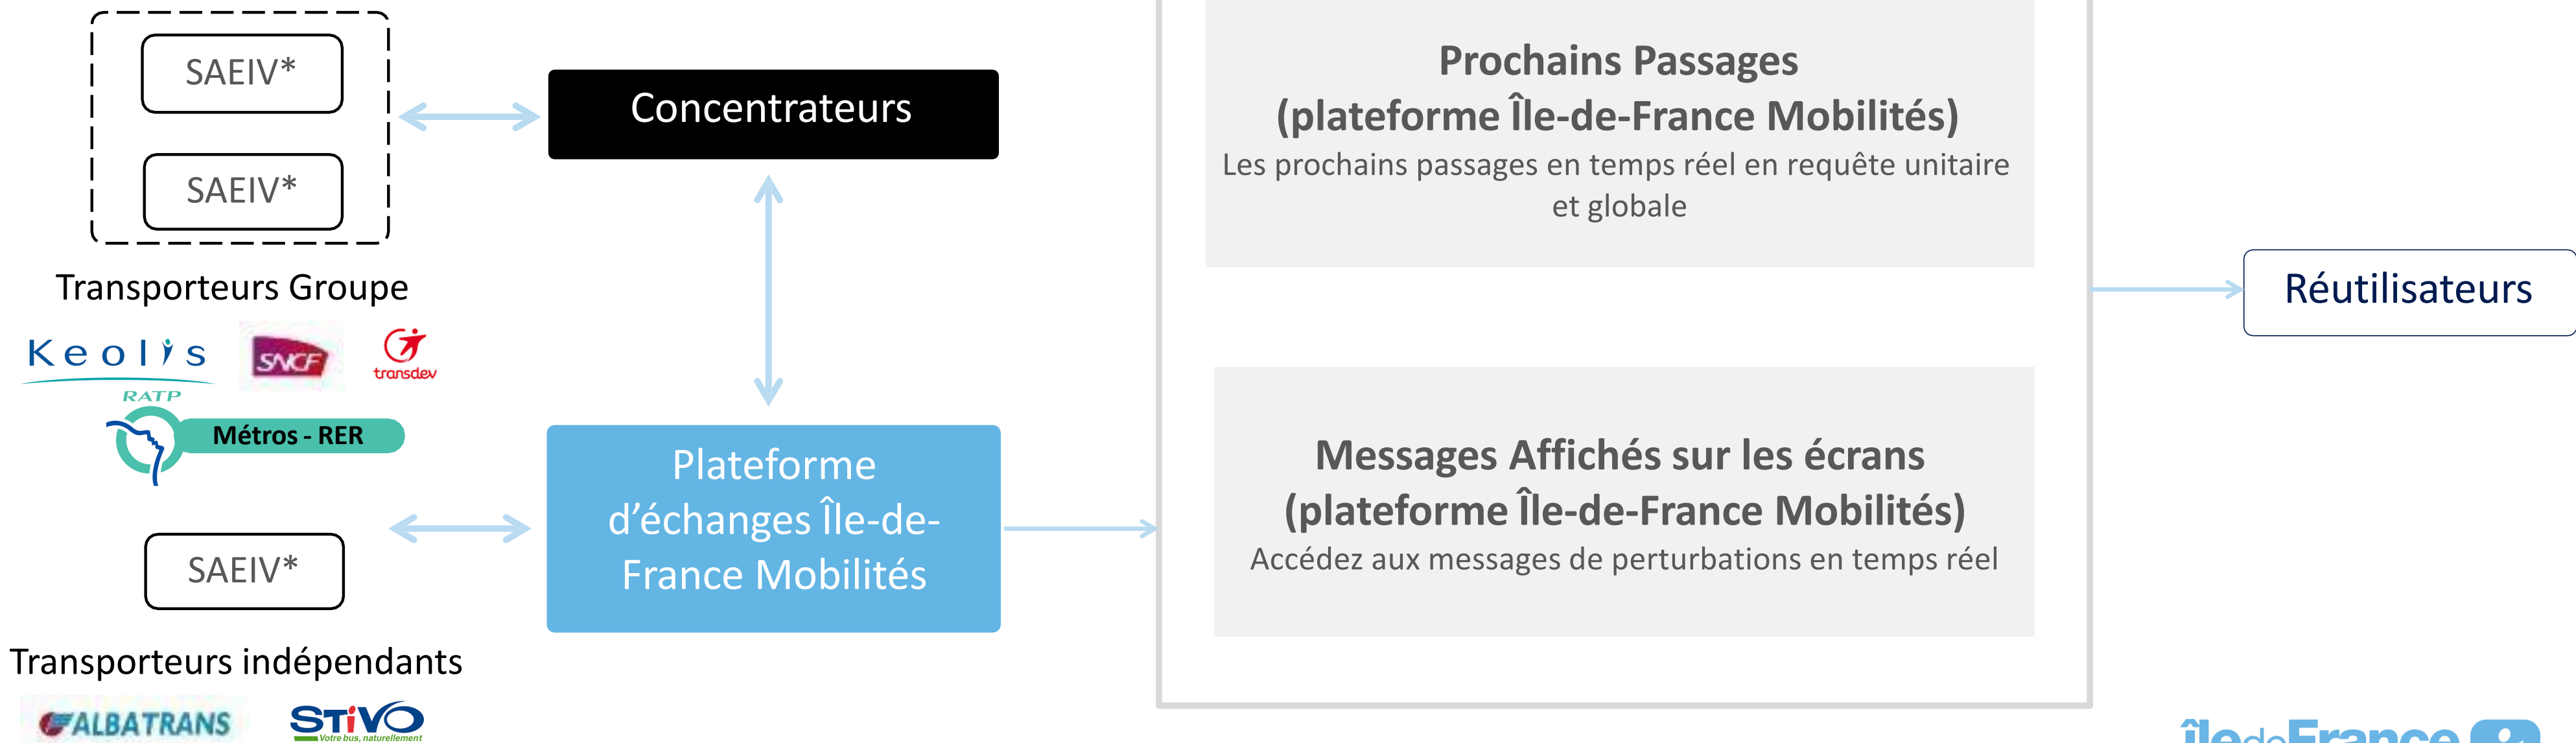 SAEIV*
SAEIV*
Transporteurs Groupe
Keolis
SNCF
transdev
RATP
Métros - RER
SAEIV*
Transporteurs indépendants
ALBATRANS
STiVO
Votre bus, naturellement
Concentrateurs
Plateforme
d’échanges Île-de-
France Mobilités
Prochains Passages
(plateforme Île-de-France Mobilités)
Les prochains passages en temps réel en requête unitaire
et globale
Messages Affichés sur les écrans
(plateforme Île-de-France Mobilités)
Accédez aux messages de perturbations en temps réel
Réutilisateurs
îledeFrance